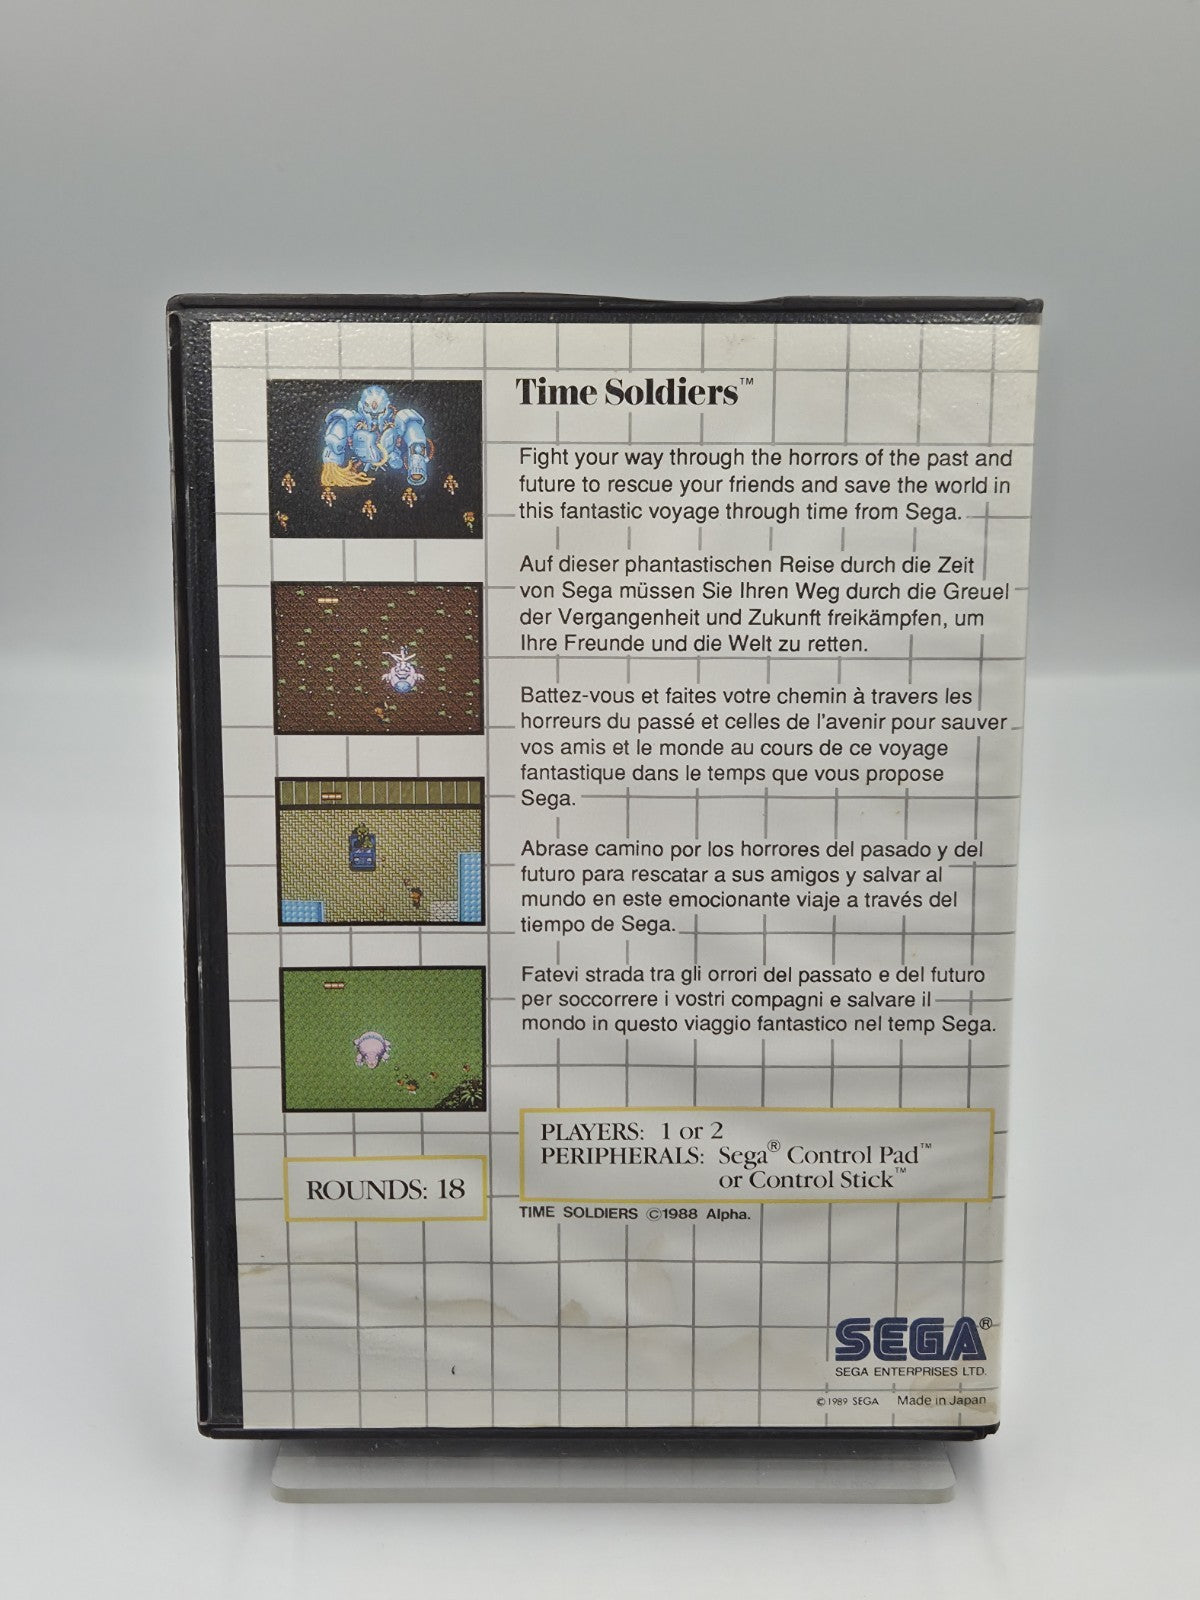 Time Soldiers™
Fight your way through the horrors of the past and
future to rescue your friends and save the world in
this fantastic voyage through time from Sega.
Auf dieser phantastischen Reise durch die Zeit
von Sega müssen Sie Ihren Weg durch die Greuel
der Vergangenheit und Zukunft freikämpfen, um
Ihre Freunde und die Welt zu retten.
Battez-vous et faites votre chemin à travers les
horreurs du passé et celles de l'avenir pour sauver
vos amis et le monde au cours de ce voyage
fantastique dans le temps que vous propose
Sega.
Abrase camino por los horrores del pasado y del
futuro para rescatar a sus amigos y salvar al
mundo en este emocionante viaje a través del
tiempo de Sega.
Fatevi strada tra gli orrori del passato e del futuro
per soccorrere i vostri compagni e salvare il
mondo in questo viaggio fantastico nel temp Sega.
PLAYERS: 1 or 2
PERIPHERALS: Sega® Control Pad™
or Control Stick™
ROUNDS: 18
TIME SOLDIERS ©1988 Alpha.
SEGA®
SEGA ENTERPRISES LTD.
©1989 SEGA Made in Japan